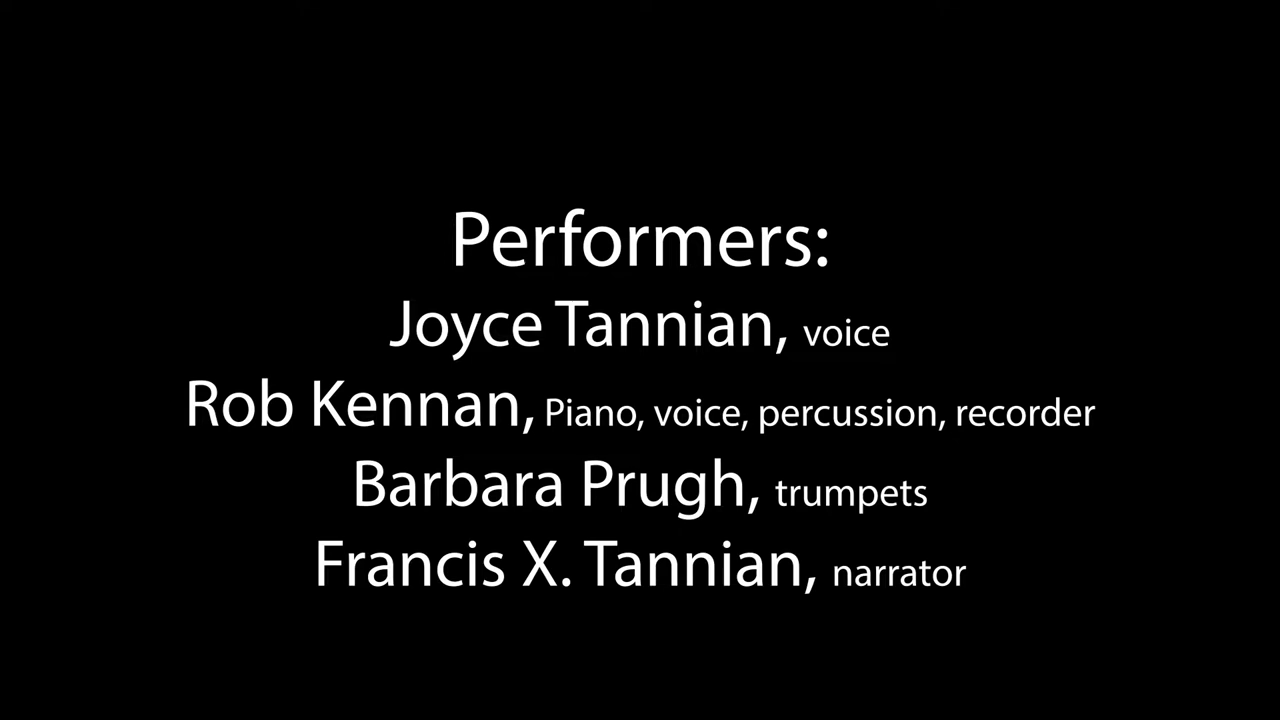 Performers:
Joyce Tannian, voice
Rob Kennan, Piano, voice, percussion, recorder
Barbara Prugh, trumpets
Francis X. Tannian, narrator